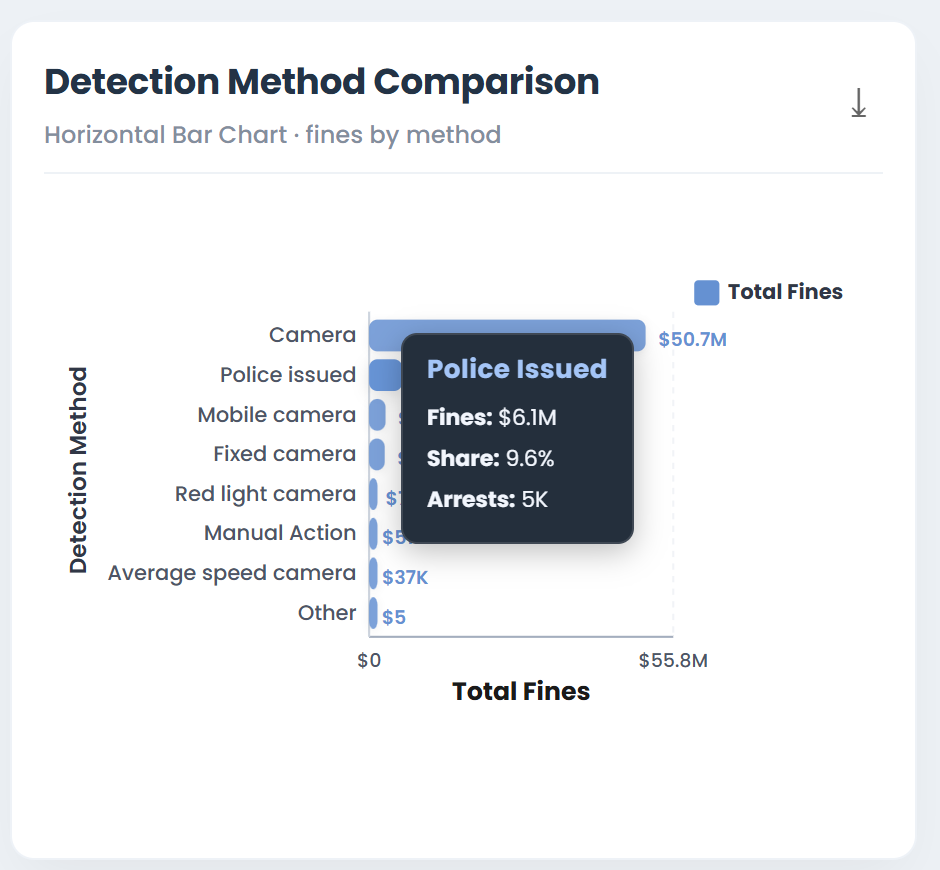 Detection Method Comparison
Horizontal Bar Chart · fines by method
Total Fines
Detection Method
Camera
$50.7M
Police issued
Mobile camera
Fixed camera
Red light camera
Manual Action
Average speed camera
$37K
Other
$5
Police Issued
Fines: $6.1M
Share: 9.6%
Arrests: 5K
$0
$55.8M
Total Fines